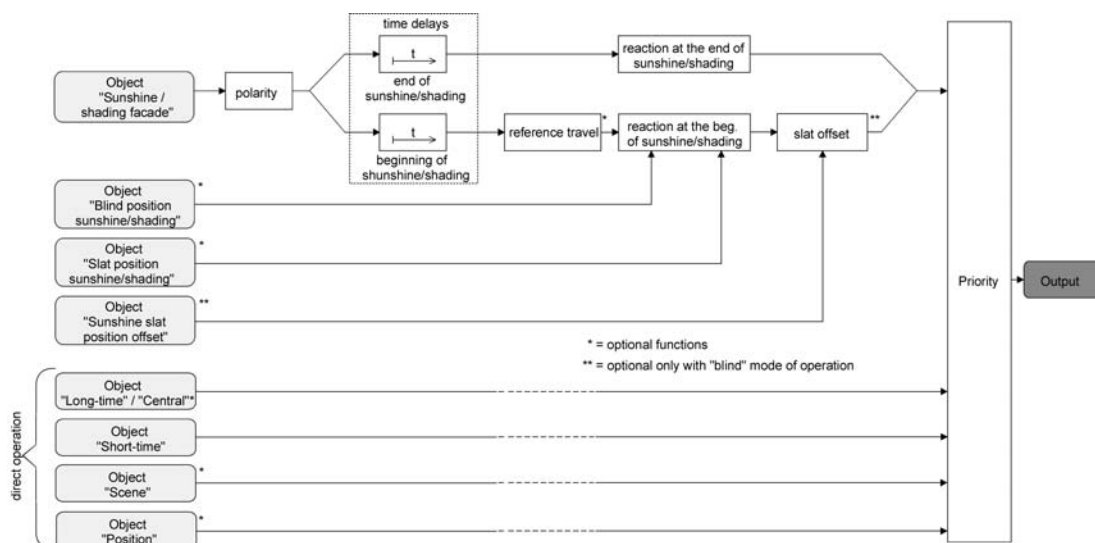 time delays
t
end of
sunshine/shading
reaction at the end of
sunshine/shading
Object
"Sunshine /
shading facade"
polarity
t
beginning of
shunshine/shading
reference travel
*
reaction at the beg.
of sunshine/shading
slat offset
**
Object
"Blind position
sunshine/shading"
*
Object
"Slat position
sunshine/shading"
*
Object
"Sunshine slat
position offset"
**
Priority
Output
* = optional functions
** = optional only with "blind" mode of operation
direct operation
Object
"Long-time" / "Central"*
Object
"Short-time"
Object
"Scene"
*
Object
"Position"
*